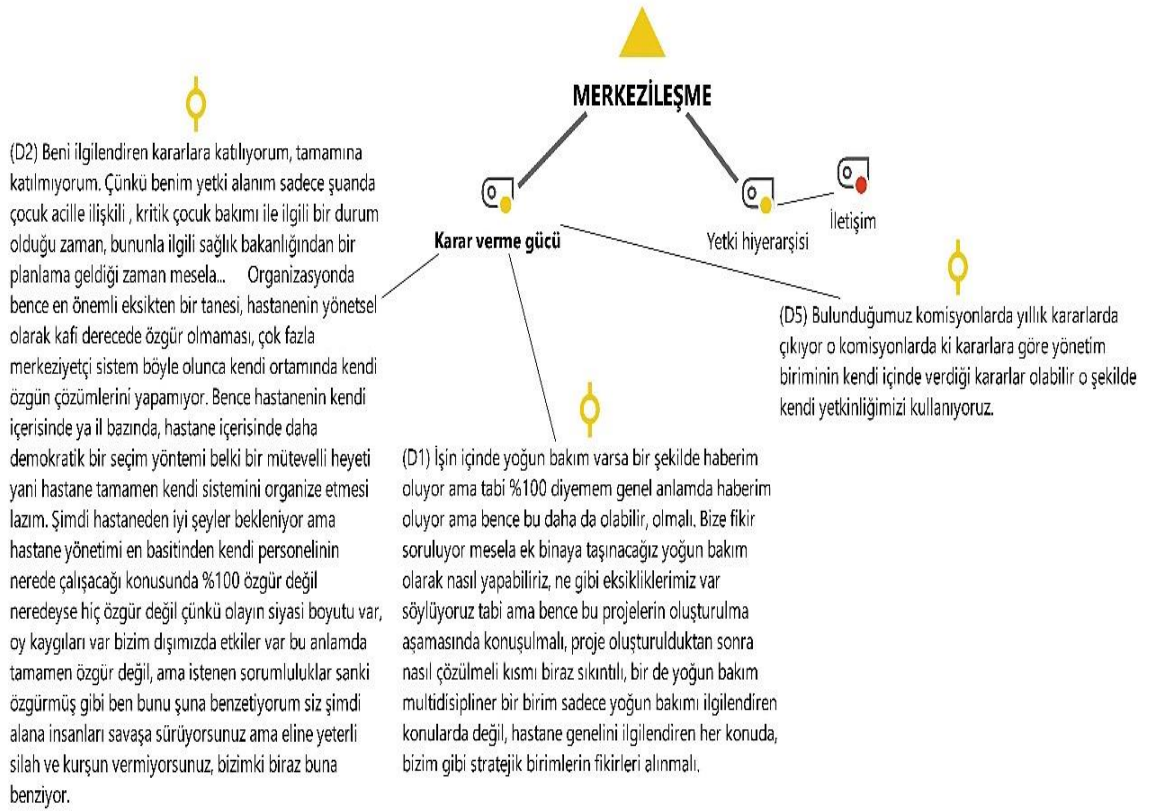 MERKEZİLEŞME
Karar verme gücü
Yetki hiyerarşisi
İletişim
(D2) Beni ilgilendiren kararlara katılıyorum, tamamına
katılmıyorum. Çünkü benim yetki alanım sadece şuanda
çocuk acille ilişkili , kritik çocuk bakımı ile ilgili bir durum
olduğu zaman, bununla ilgili sağlık bakanlığından bir
planlama geldiği zaman mesela... Organizasyonda
bence en önemli eksikten bir tanesi, hastanenin yönetsel
olarak kafi derecede özgür olmaması, çok fazla
merkeziyetçi sistem böyle olunca kendi ortamında kendi
özgün çözümlerini yapamıyor. Bence hastanenin kendi
içerisinde ya il bazında, hastane içerisinde daha
demokratik bir seçim yöntemi belki bir mütevelli heyeti
yani hastane tamamen kendi sistemini organize etmesi
lazım. Şimdi hastaneden iyi şeyler bekleniyor ama
hastane yönetimi en basitinden kendi personelinin
nerede çalışacağı konusunda %100 özgür değil
neredeyse hiç özgür değil çünkü olayın siyasi boyutu var,
oy kaygıları var bizim dışımızda etkiler var bu anlamda
tamamen özgür değil, ama istenen sorumluluklar sanki
özgürmüş gibi ben bunu şuna benzetiyorum siz şimdi
alana insanları savaşa sürüyorsunuz ama eline yeterli
silah ve kurşun vermiyorsunuz, bizimki biraz buna
benziyor.
(D1) İşin içinde yoğun bakım varsa bir şekilde haberim
oluyor ama tabi %100 diyemem genel anlamda haberim
oluyor ama bence bu daha da olabilir, olmalı. Bize fikir
soruluyor mesela ek binaya taşınacağız yoğun bakım
olarak nasıl yapabiliriz, ne gibi eksikliklerimiz var
söylüyoruz tabi ama bence bu projelerin oluşturulma
aşamasında konuşulmalı, proje oluşturulduktan sonra
nasıl çözülmeli kısmı biraz sıkıntılı, bir de yoğun bakım
multidisipliner bir birim sadece yoğun bakımı ilgilendiren
konularda değil, hastane genelini ilgilendiren her konuda,
bizim gibi stratejik birimlerin fikirleri alınmalı.
(D5) Bulunduğumuz komisyonlarda yıllık kararlarda
çıkıyor o komisyonlarda ki kararlara göre yönetim
biriminin kendi içinde verdiği kararlar olabilir o şekilde
kendi yetkinliğimizi kullanıyoruz.